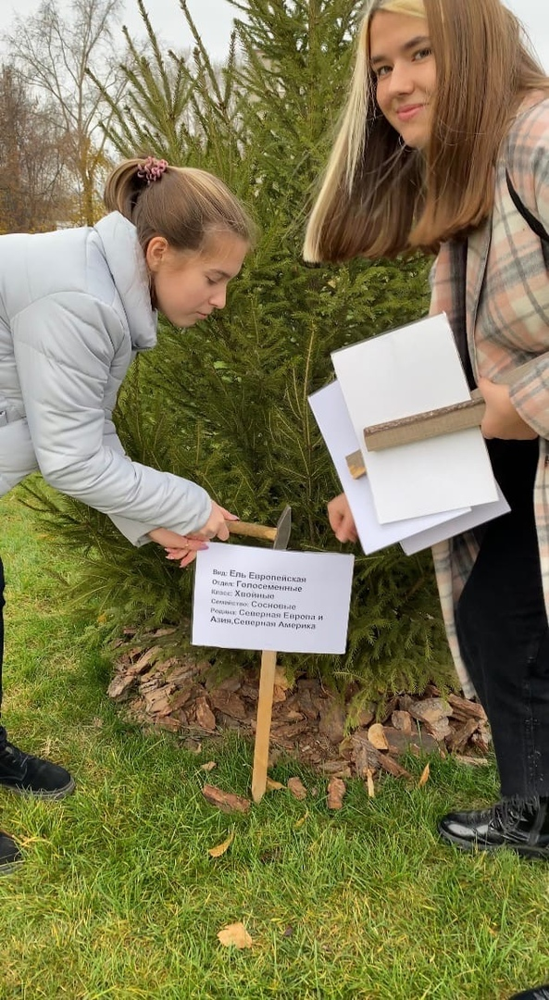 Вид: Ель Европейская
Отдел: Голосеменные
Класс: Хвойные
Семейство: Сосновые
Родина: Северная Европа и
Азия,Северная Америка